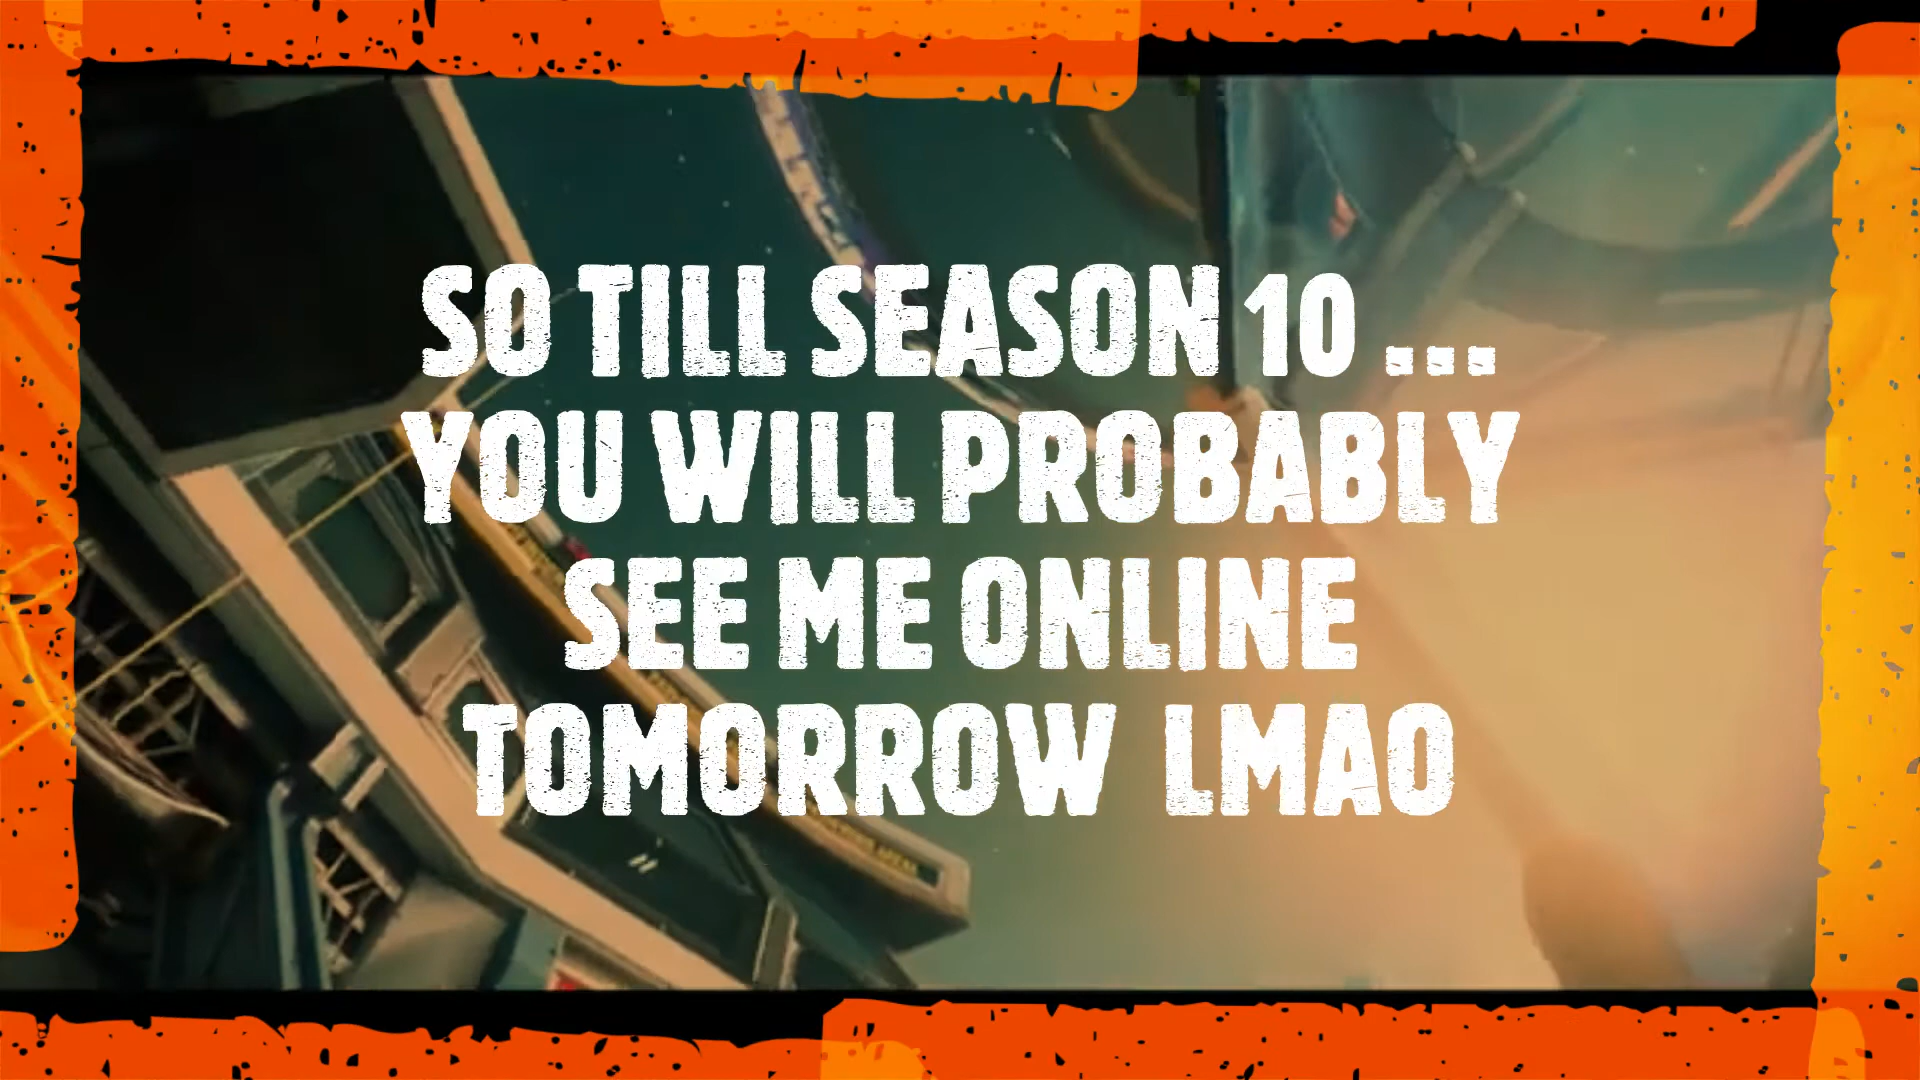 SO TILL SEASON 10 ...
YOU WILL PROBABLY
SEE ME ONLINE
TOMORROW LMAO